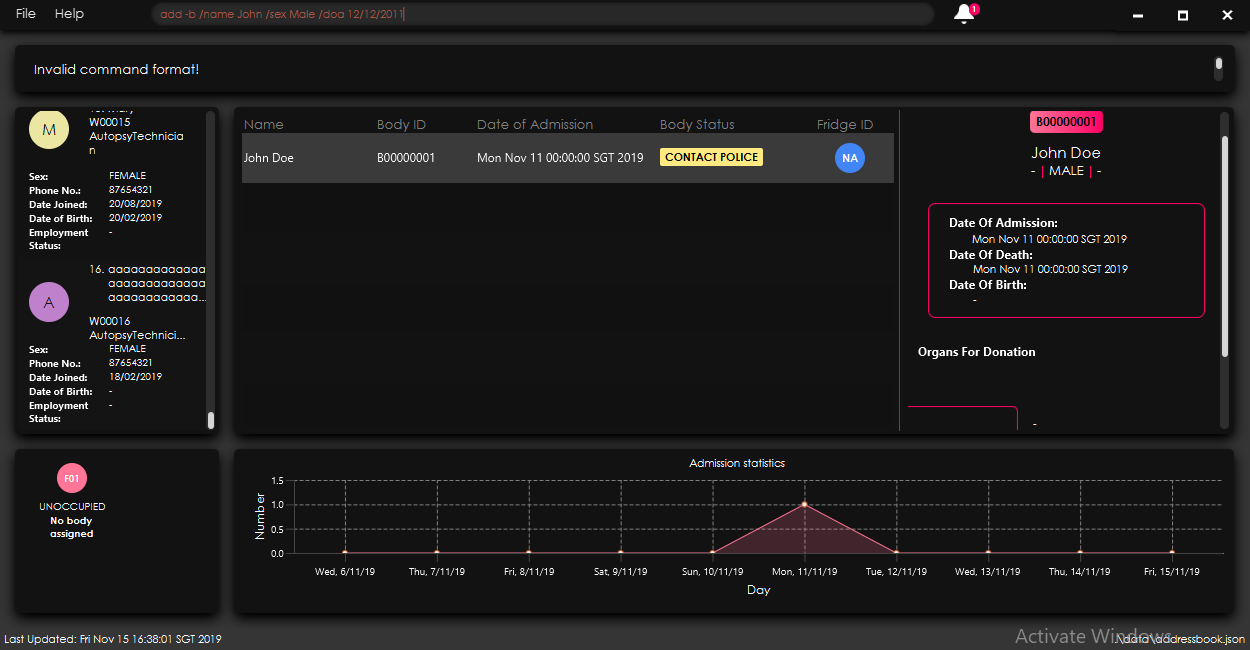 File Help add -b /name John /sex Male /doa 12/12/2011 1
Invalid command format!
M
W00015
AutopsyTechnicia
n
Sex: FEMALE
Phone No.: 87654321
Date Joined: 20/08/2019
Date of Birth: 20/02/2019
Employment -
Status:
16. aaaaaaaaaaaaa
aaaaaaaaaaaaa
aaaaaaaaaaaa...
A
W00016
AutopsyTechnici...
Sex: FEMALE
Phone No.: 87654321
Date Joined: 18/02/2019
Date of Birth: -
Employment -
Status:
Name Body ID Date of Admission Body Status Fridge ID
John Doe B00000001 Mon Nov 11 00:00:00 SGT 2019 CONTACT POLICE NA
B00000001
John Doe
- | MALE | -
Date Of Admission:
Mon Nov 11 00:00:00 SGT 2019
Date Of Death:
Mon Nov 11 00:00:00 SGT 2019
Date Of Birth:
-
Organs For Donation
-
F01
UNOCCUPIED
No body
assigned
Admission statistics
1.5
1.0
0.5
0.0
Number
Wed, 6/11/19 Thu, 7/11/19 Fri, 8/11/19 Sat, 9/11/19 Sun, 10/11/19 Mon, 11/11/19 Tue, 12/11/19 Wed, 13/11/19 Thu, 14/11/19 Fri, 15/11/19
Day
Last Updated: Fri Nov 15 16:38:01 SGT 2019
Activate Windows
.\data\addressbook.json